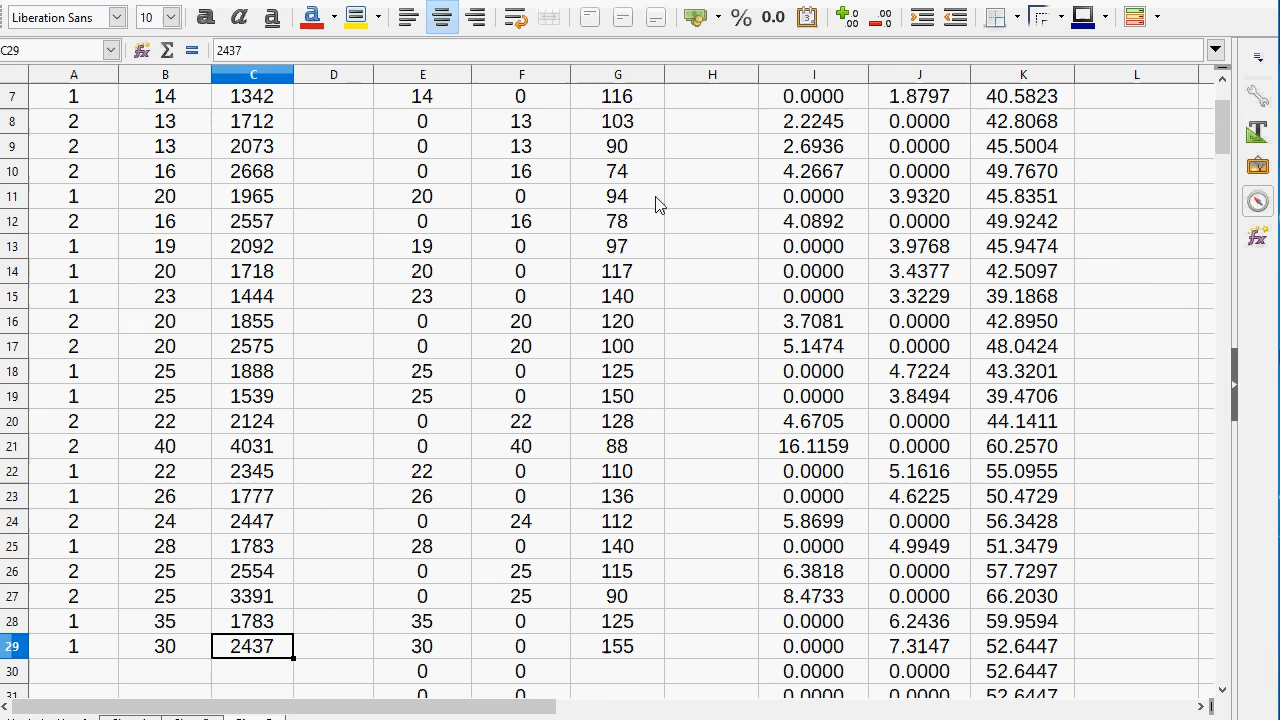 Liberation Sans 10 a a a a % 0.0 3 .00 .00
C29 fx Σ = 2437
A B C D E F G H I J K L
7 1 14 1342 14 0 116 0.0000 1.8797 40.5823
8 2 13 1712 0 13 103 2.2245 0.0000 42.8068
9 2 13 2073 0 13 90 2.6936 0.0000 45.5004
10 2 16 2668 0 16 74 4.2667 0.0000 49.7670
11 1 20 1965 20 0 94 0.0000 3.9320 45.8351
12 2 16 2557 0 16 78 4.0892 0.0000 49.9242
13 1 19 2092 19 0 97 0.0000 3.9768 45.9474
14 1 20 1718 20 0 117 0.0000 3.4377 42.5097
15 1 23 1444 23 0 140 0.0000 3.3229 39.1868
16 2 20 1855 0 20 120 3.7081 0.0000 42.8950
17 2 20 2575 0 20 100 5.1474 0.0000 48.0424
18 1 25 1888 25 0 125 0.0000 4.7224 43.3201
19 1 25 1539 25 0 150 0.0000 3.8494 39.4706
20 2 22 2124 0 22 128 4.6705 0.0000 44.1411
21 2 40 4031 0 40 88 16.1159 0.0000 60.2570
22 1 22 2345 22 0 110 0.0000 5.1616 55.0955
23 1 26 1777 26 0 136 0.0000 4.6225 50.4729
24 2 24 2447 0 24 112 5.8699 0.0000 56.3428
25 1 28 1783 28 0 140 0.0000 4.9949 51.3479
26 2 25 2554 0 25 115 6.3818 0.0000 57.7297
27 2 25 3391 0 25 90 8.4733 0.0000 66.2030
28 1 35 1783 35 0 125 0.0000 6.2436 59.9594
29 1 30 2437 30 0 155 0.0000 7.3147 52.6447
30 0 0 0.0000 0.0000 52.6447
31 0 0 0.0000 0.0000 52.6447